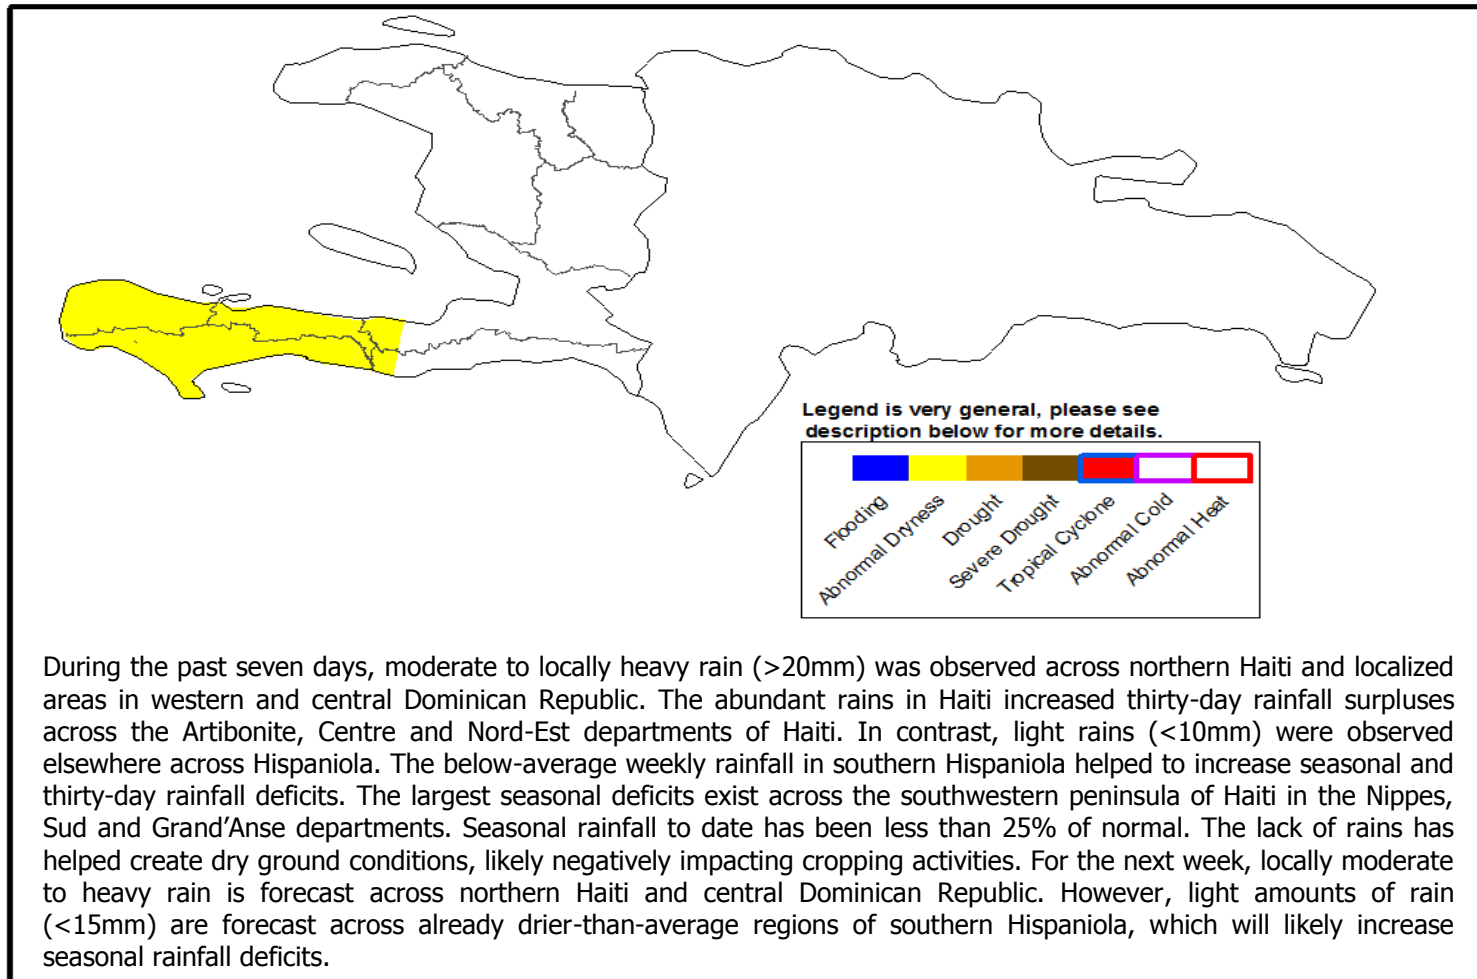 Legend is very general, please see
description below for more details.
Flooding
Abnormal Dryness
Drought
Severe Drought
Tropical Cyclone
Abnormal Cold
Abnormal Heat
During the past seven days, moderate to locally heavy rain (>20mm) was observed across northern Haiti and localized
areas in western and central Dominican Republic. The abundant rains in Haiti increased thirty-day rainfall surpluses
across the Artibonite, Centre and Nord-Est departments of Haiti. In contrast, light rains (<10mm) were observed
elsewhere across Hispaniola. The below-average weekly rainfall in southern Hispaniola helped to increase seasonal and
thirty-day rainfall deficits. The largest seasonal deficits exist across the southwestern peninsula of Haiti in the Nippes,
Sud and Grand’Anse departments. Seasonal rainfall to date has been less than 25% of normal. The lack of rains has
helped create dry ground conditions, likely negatively impacting cropping activities. For the next week, locally moderate
to heavy rain is forecast across northern Haiti and central Dominican Republic. However, light amounts of rain
(<15mm) are forecast across already drier-than-average regions of southern Hispaniola, which will likely increase
seasonal rainfall deficits.